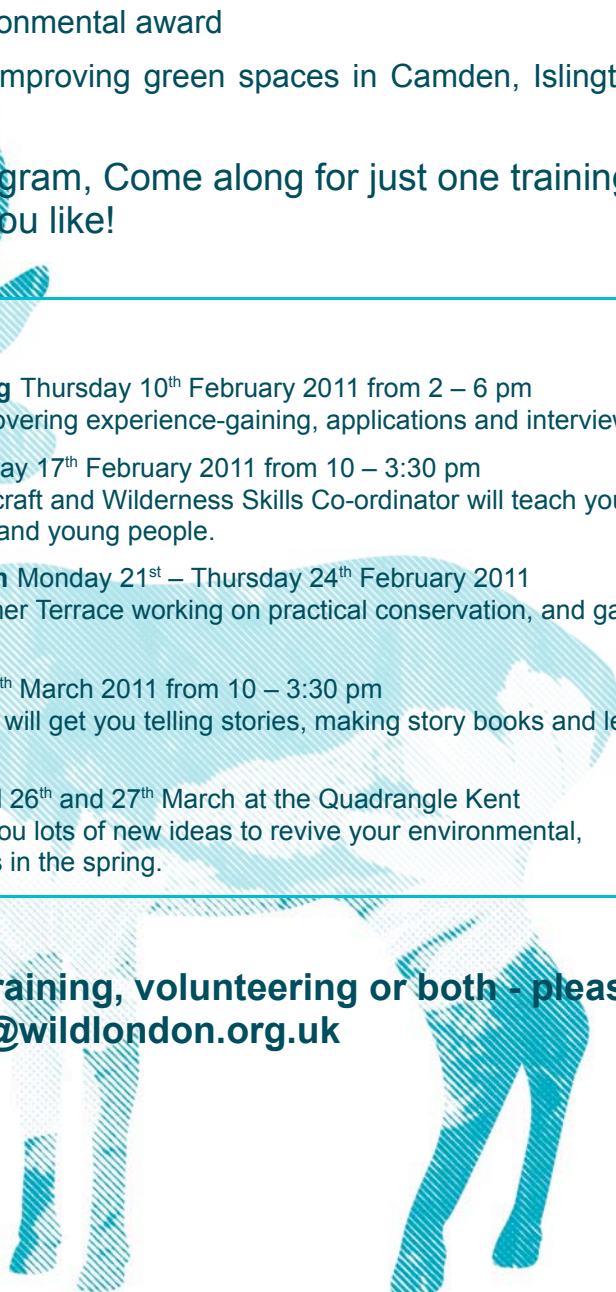 onmental award
mproving green spaces in Camden, Islingt
gram, Come along for just one training
ou like!
g Thursday 10th February 2011 from 2 – 6 pm
overing experience-gaining, applications and interview
ay 17th February 2011 from 10 – 3:30 pm
craft and Wilderness Skills Co-ordinator will teach you
and young people.
n Monday 21st – Thursday 24th February 2011
ner Terrace working on practical conservation, and ga
th March 2011 from 10 – 3:30 pm
will get you telling stories, making story books and le
l 26th and 27th March at the Quadrangle Kent
ou lots of new ideas to revive your environmental,
s in the spring.
raining, volunteering or both - pleas
@wildlondon.org.uk